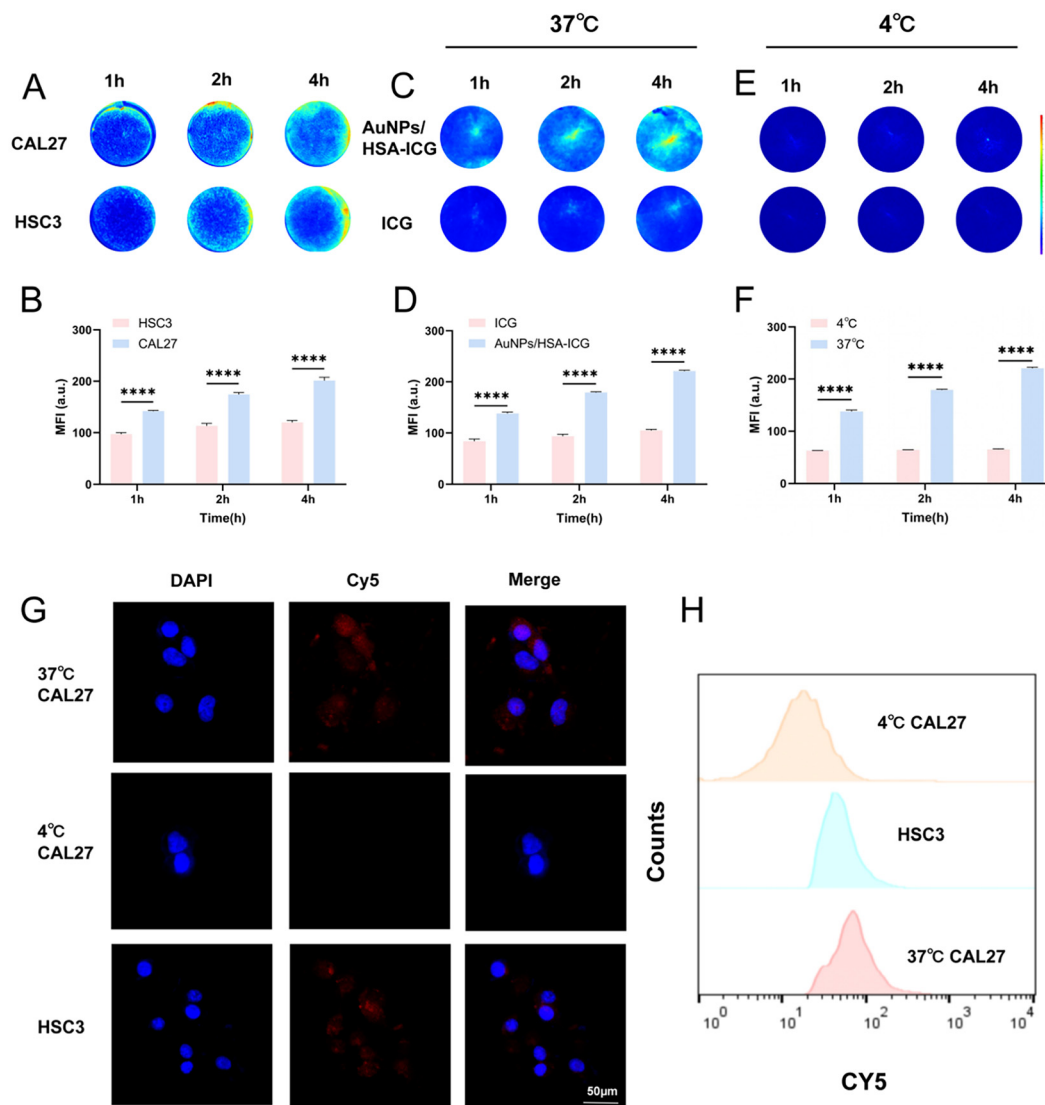 37℃
4℃
A
1h
2h
4h
CAL27
HSC3
C
1h
2h
4h
AuNPs/
HSA-ICG
ICG
E
1h
2h
4h
B
HSC3
CAL27
MFI (a.u.)
300
200
100
0
****
****
****
1h
2h
4h
Time(h)
D
ICG
AuNPs/HSA-ICG
MFI (a.u.)
300
200
100
0
****
****
****
1h
2h
4h
Time(h)
F
4℃
37℃
MFI (a.u.)
300
200
100
0
****
****
****
1h
2h
4h
Time(h)
G
DAPI
Cy5
Merge
37℃
CAL27
4℃
CAL27
HSC3
50μm
H
Counts
4℃ CAL27
HSC3
37℃ CAL27
10⁰
10¹
10²
10³
10⁴
CY5